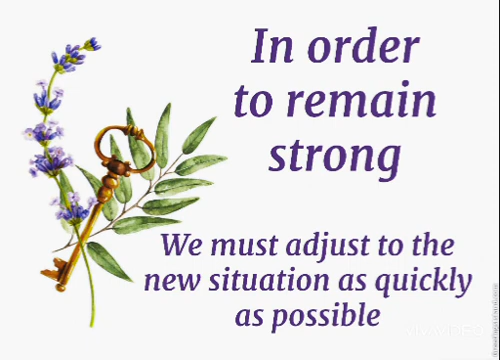 In order
to remain
strong
We must adjust to the
new situation as quickly
as possible